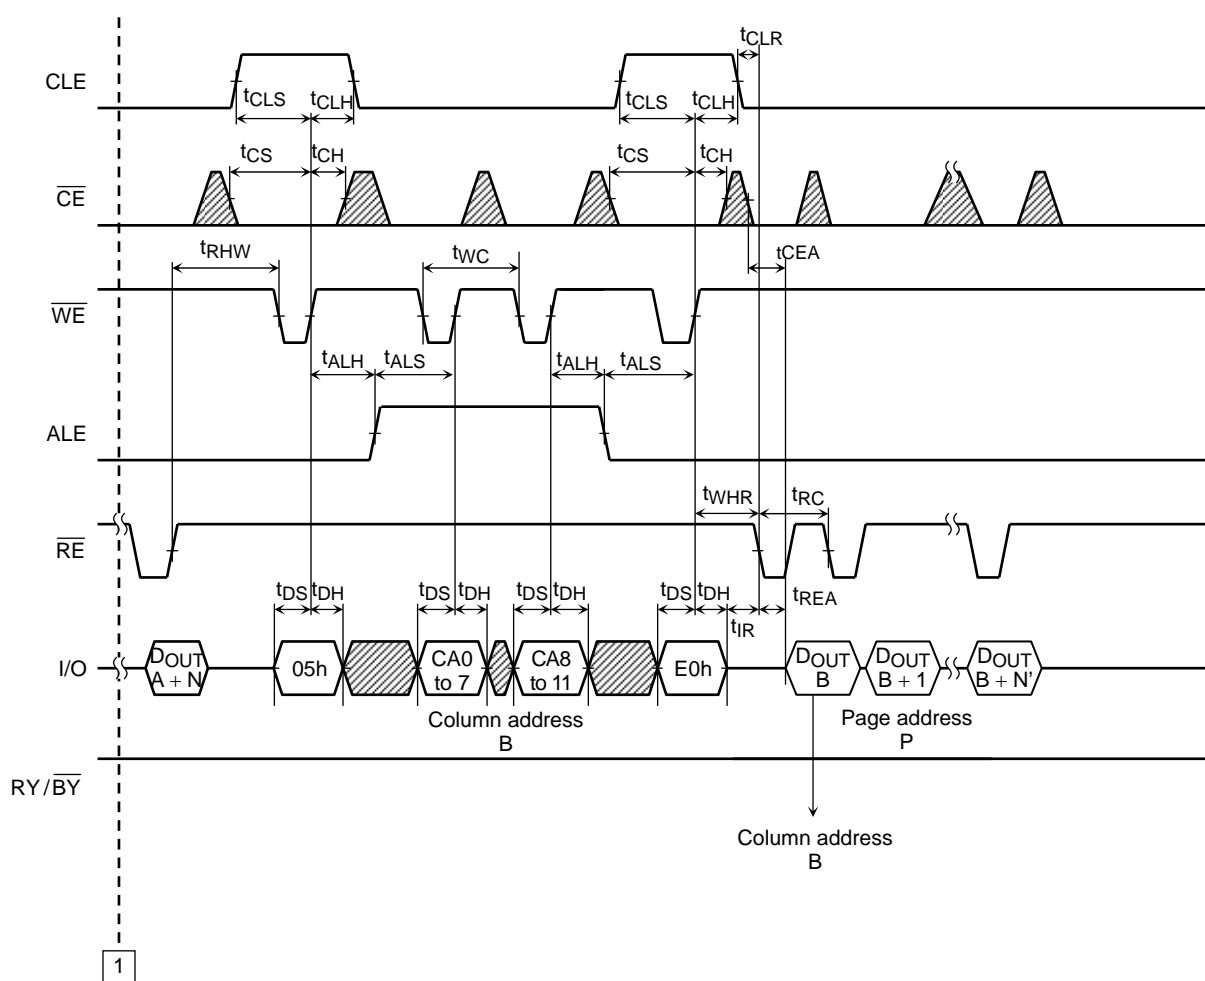 tCLR
CLE
tCLS tCLH tCLS tCLH
tCS tCH tCS tCH
CE
tRHW tWC tCEA
WE
tALH tALS tALH tALS
ALE
tWHR tRC
RE
tDS tDH tDS tDH tDS tDH tDS tDH tREA
tIR
I/O
DOUT
A + N
05h
CA0
to 7
CA8
to 11
E0h
DOUT
B
DOUT
B + 1
DOUT
B + N’
Column address
B
Page address
P
RY/BY
Column address
B
1